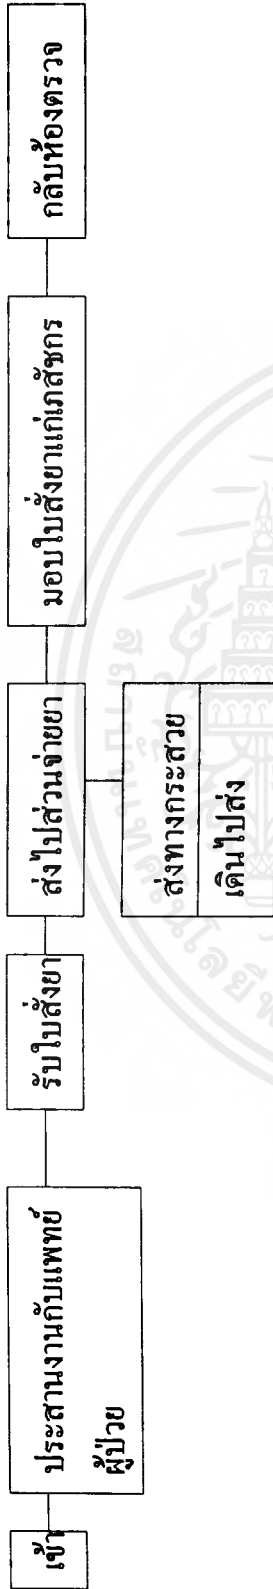 เข้า
ประสานงานกับแพทย์
ผู้ป่วย
รับใบสั่งยา
ส่งไปส่วนจ่ายยา
ส่งทางกระสวย
เดินไปส่ง
มอบใบสั่งยาแก่เภสัชกร
กลับห้องตรวจ